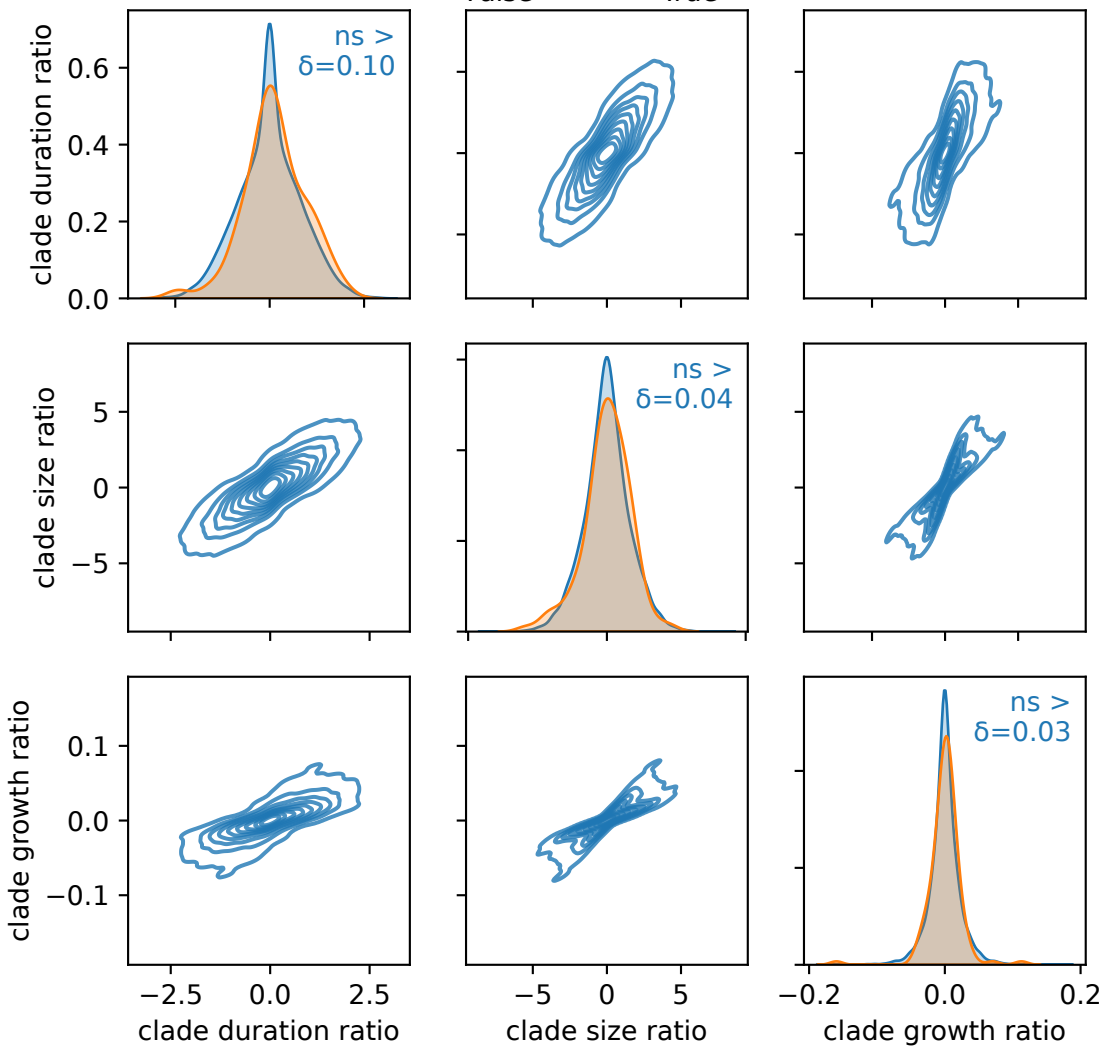 True
clade duration ratio
0.6
0.4
0.2
0.0
ns >
δ=0.10
clade size ratio
5
0
−5
ns >
δ=0.04
clade growth ratio
0.1
0.0
−0.1
ns >
δ=0.03
−2.5 0.0 2.5 −5 0 5 −0.2 0.0 0.2
clade duration ratio clade size ratio clade growth ratio